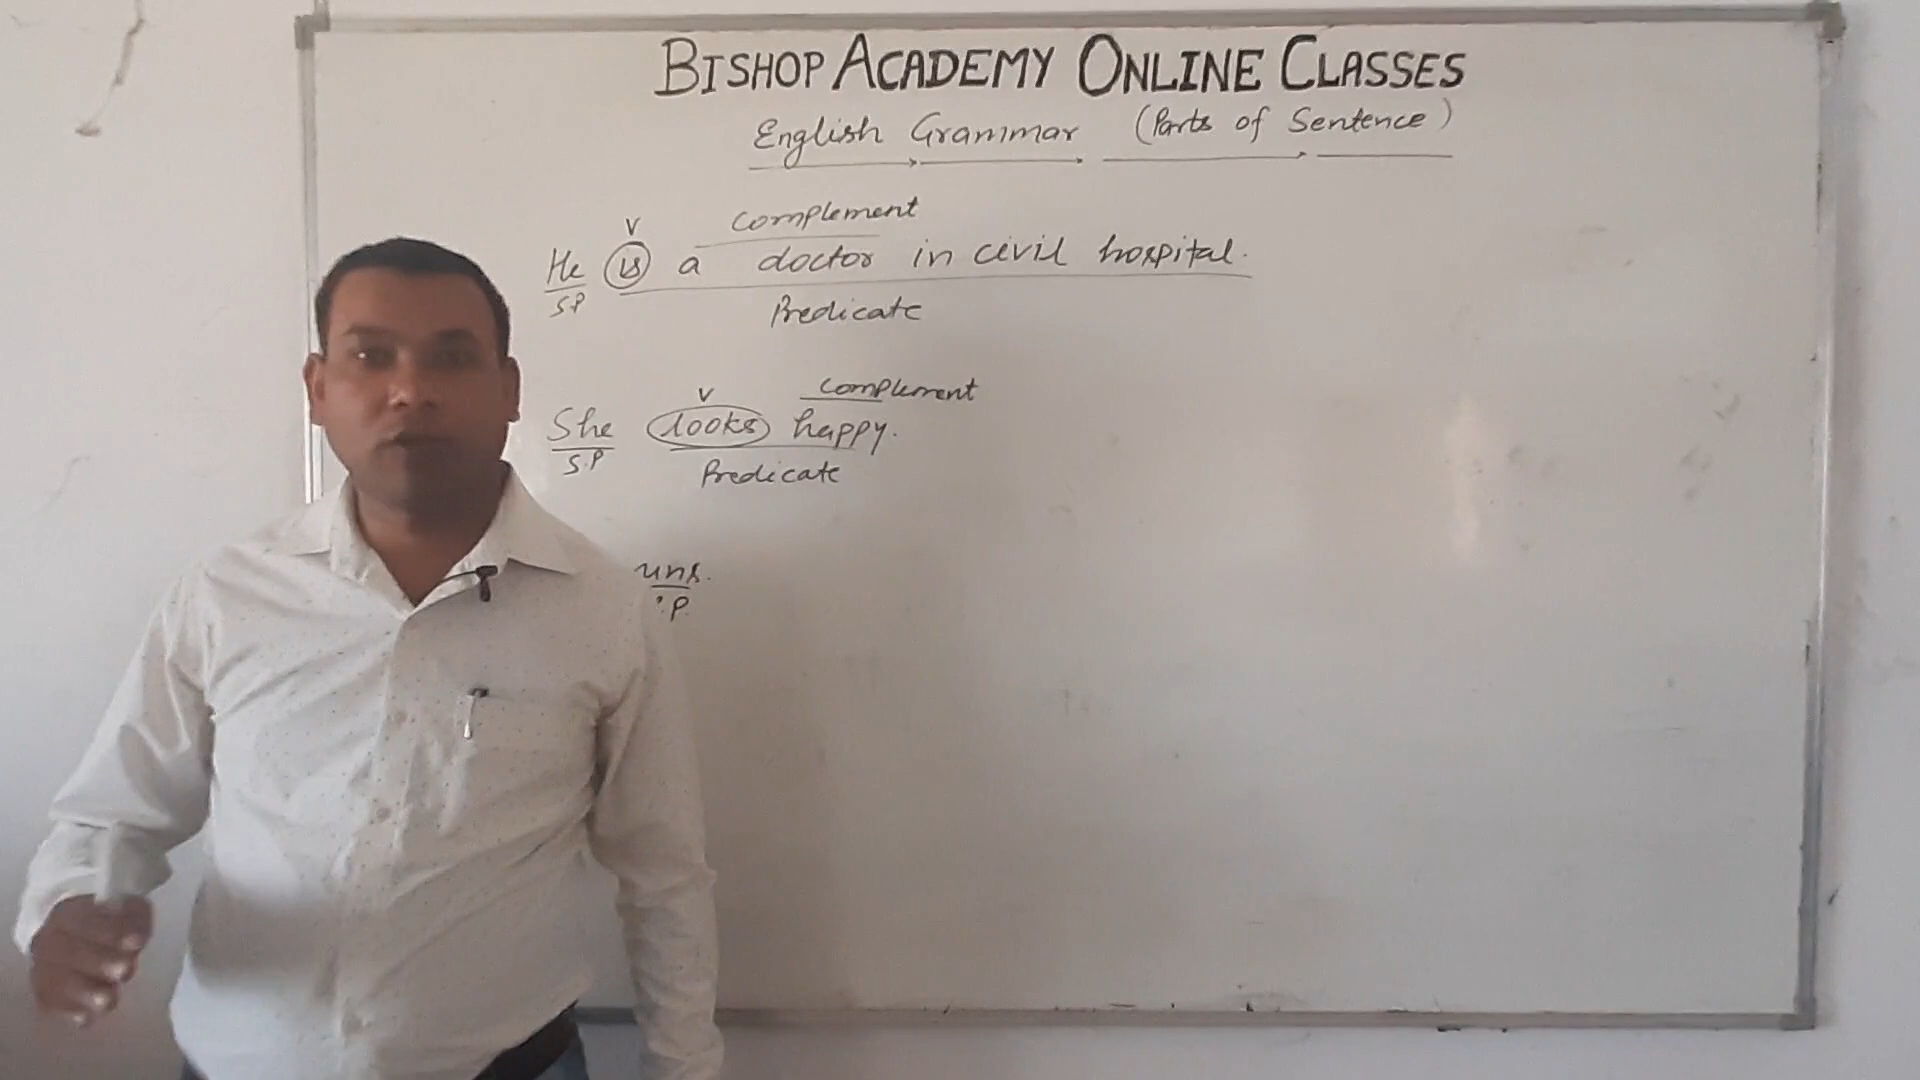 BISHOP ACADEMY ONLINE CLASSES
English Grammar (Parts of Sentence)
V complement
He is a doctor in civil hospital.
S.P Predicate
V complement
She looks happy.
S.P Predicate
uns.
.P.